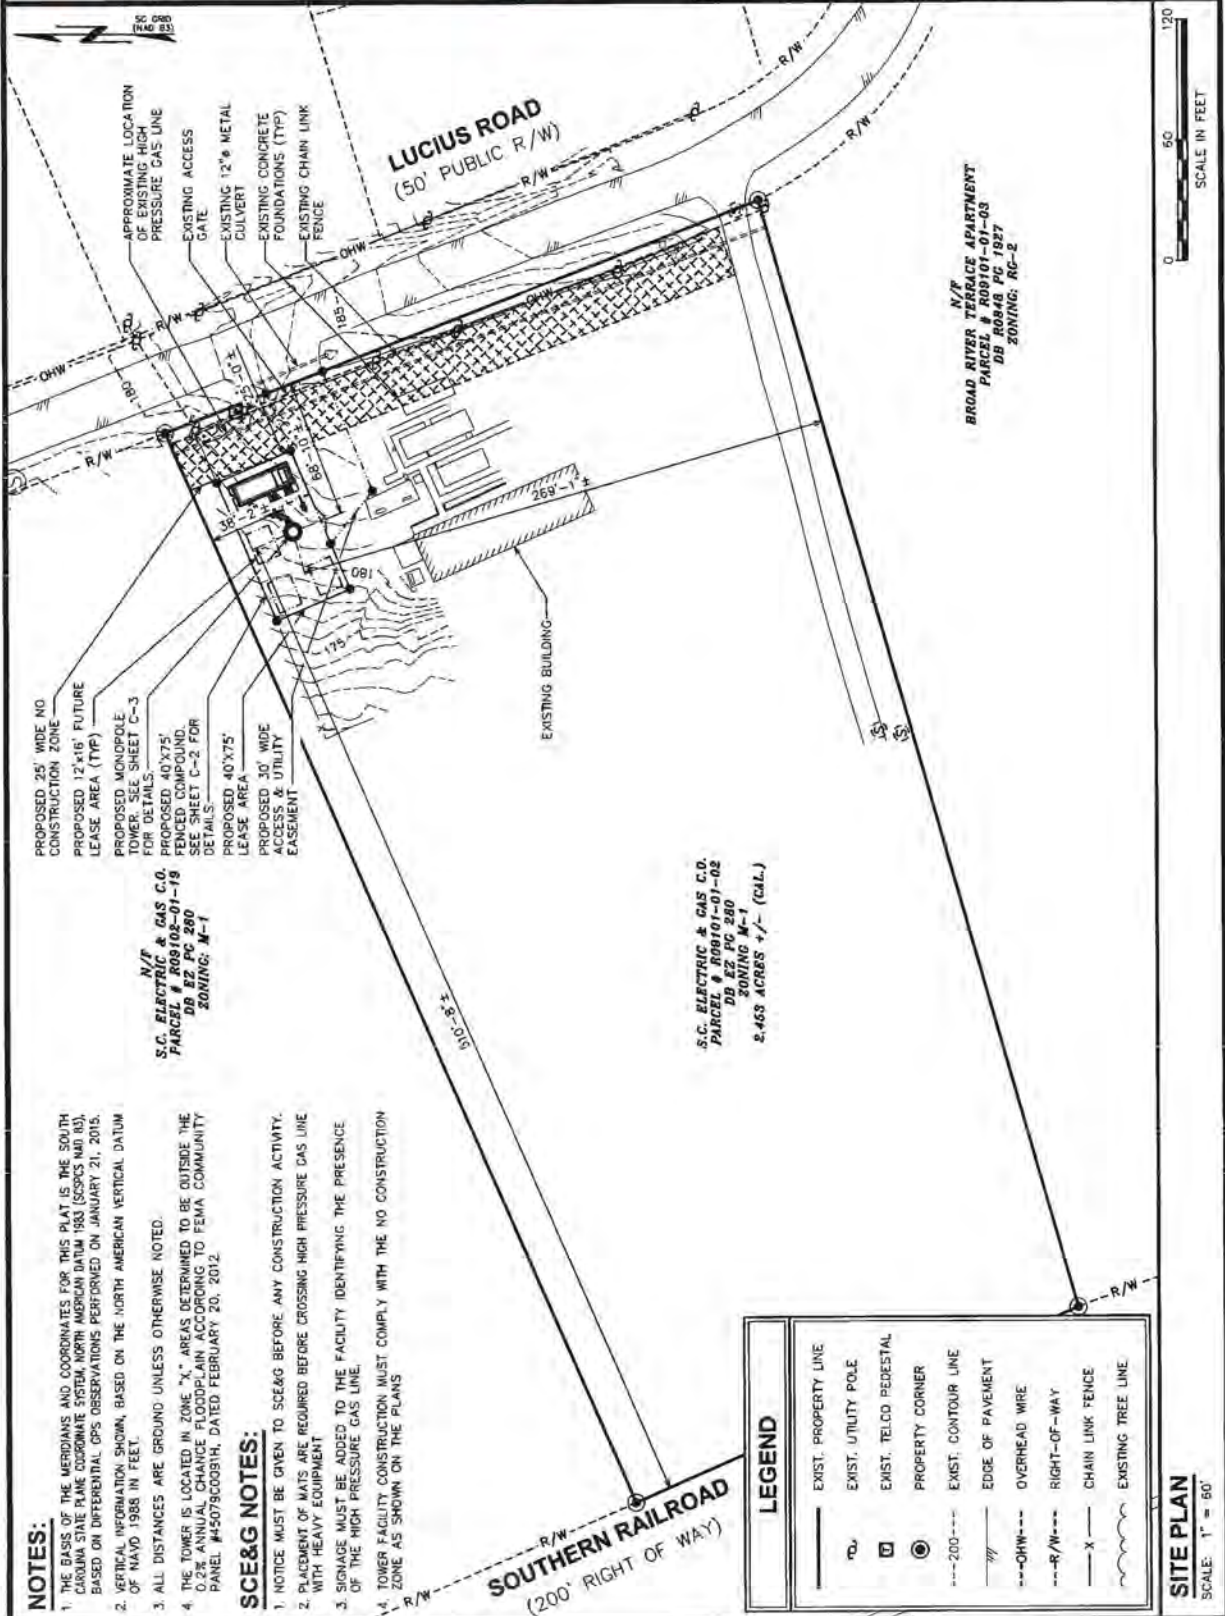 NOTES:
1. THE BASIS OF THE MERIDIANS AND COORDINATES FOR THIS PLAT IS THE SOUTH
CAROLINA STATE PLANE COORDINATE SYSTEM, NORTH AMERICAN DATUM 1983 (SCSPCS NAD 83),
BASED ON DIFFERENTIAL GPS OBSERVATIONS PERFORMED ON JANUARY 21, 2015.
2. VERTICAL INFORMATION SHOWN, BASED ON THE NORTH AMERICAN VERTICAL DATUM
OF NAVD 1988 IN FEET.
3. ALL DISTANCES ARE GROUND UNLESS OTHERWISE NOTED.
4. THE TOWER IS LOCATED IN ZONE "X," AREAS DETERMINED TO BE OUTSIDE THE
0.2% ANNUAL CHANCE FLOODPLAIN ACCORDING TO FEMA COMMUNITY
PANEL #45079C0091H, DATED FEBRUARY 20, 2012
SCE&G NOTES:
1. NOTICE MUST BE GIVEN TO SCE&G BEFORE ANY CONSTRUCTION ACTIVITY.
2. PLACEMENT OF MATS ARE REQUIRED BEFORE CROSSING HIGH PRESSURE GAS LINE
WITH HEAVY EQUIPMENT
3. SIGNAGE MUST BE ADDED TO THE FACILITY IDENTIFYING THE PRESENCE
OF THE HIGH PRESSURE GAS LINE.
4. TOWER FACILITY CONSTRUCTION MUST COMPLY WITH THE NO CONSTRUCTION
ZONE AS SHOWN ON THE PLANS
PROPOSED 25' WIDE NO
CONSTRUCTION ZONE
PROPOSED 12'x16' FUTURE
LEASE AREA (TYP)
PROPOSED MONOPOLE
TOWER. SEE SHEET C-3
FOR DETAILS.
PROPOSED 40'X75'
FENCED COMPOUND.
SEE SHEET C-2 FOR
DETAILS.
PROPOSED 40'X75'
LEASE AREA
PROPOSED 30' WIDE
ACCESS & UTILITY
EASEMENT
N/F
S.C. ELECTRIC & GAS C.O.
PARCEL # R09102-01-19
DB EZ PG 280
ZONING: M-1
SC GRID
(NAD 83)
APPROXIMATE LOCATION
OF EXISTING HIGH
PRESSURE GAS LINE
EXISTING ACCESS
GATE
EXISTING 12"ø METAL
CULVERT
EXISTING CONCRETE
FOUNDATIONS (TYP)
EXISTING CHAIN LINK
FENCE
LUCIUS ROAD
(50' PUBLIC R/W)
R/W
R/W
R/W
R/W
R/W
OHW
OHW
OHW
180
185
25'-0"±
68'-10"±
38'-2"±
180
175
X
269'-1"±
EXISTING BUILDING
510'-8"±
S.C. ELECTRIC & GAS C.O.
PARCEL # R09101-01-02
DB EZ PG 280
ZONING M-1
2.453 ACRES +/- (CAL.)
N/F
BROAD RIVER TERRACE APARTMENT
PARCEL # R09101-01-03
DB R0848 PG 1927
ZONING: RG-2
S
S
S
R/W
R/W
R/W
SOUTHERN RAILROAD
(200' RIGHT OF WAY)
LEGEND
EXIST. PROPERTY LINE
EXIST. UTILITY POLE
T EXIST. TELCO PEDESTAL
PROPERTY CORNER
---200--- EXIST. CONTOUR LINE
EDGE OF PAVEMENT
---OHW--- OVERHEAD WIRE
---R/W--- RIGHT-OF-WAY
X CHAIN LINK FENCE
EXISTING TREE LINE
SITE PLAN
SCALE: 1" = 60'
0 60 120
SCALE IN FEET